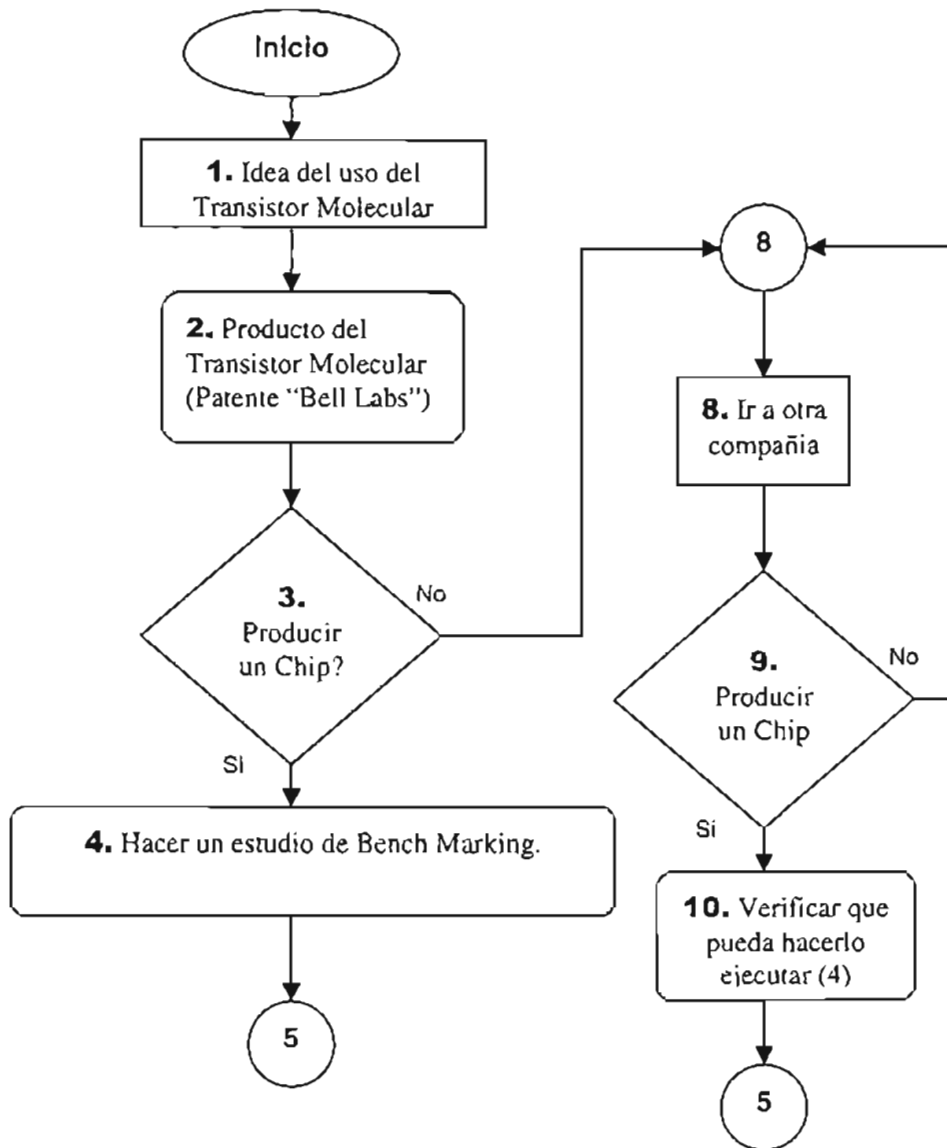 Inicio
1. Idea del uso del
Transistor Molecular
2. Producto del
Transistor Molecular
(Patente "Bell Labs")
3.
Producir
un Chip?
No
Si
4. Hacer un estudio de Bench Marking.
5
8
8. Ir a otra
compañia
9.
Producir
un Chip
No
Si
10. Verificar que
pueda hacerlo
ejecutar (4)
5